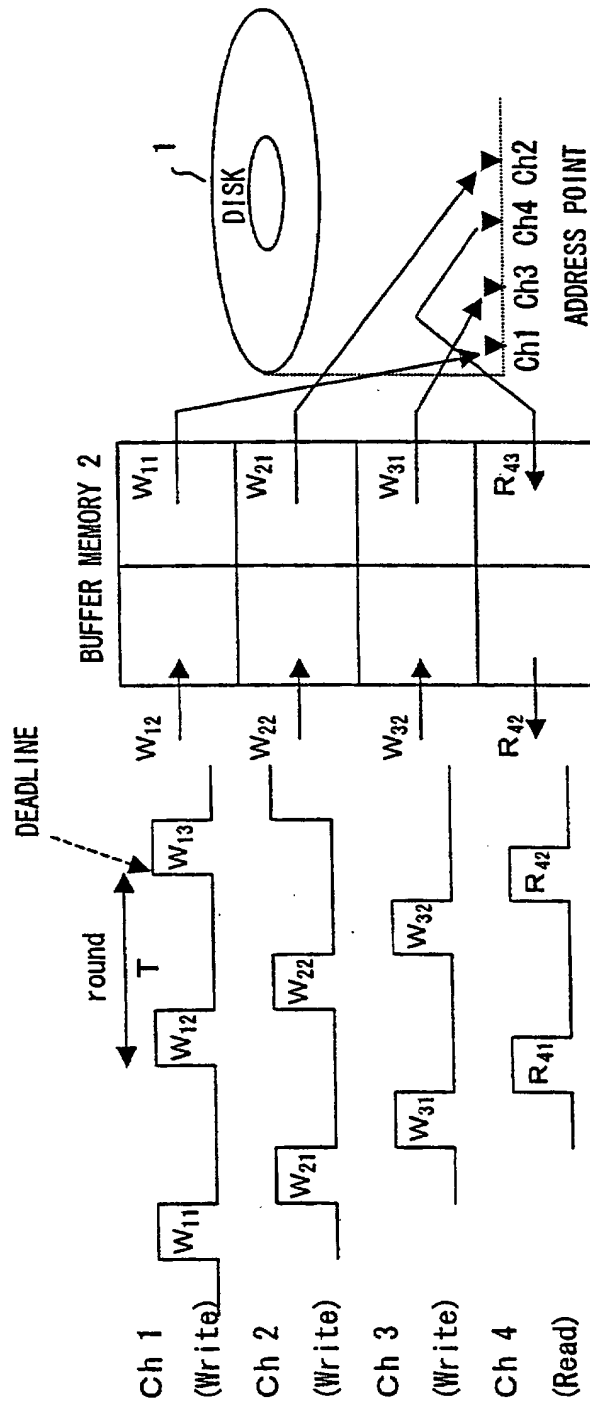 Ch 1
(Write)
W11
W12
W13
round
T
DEADLINE
Ch 2
(Write)
W21
W22
Ch 3
(Write)
W31
W32
Ch 4
(Read)
R41
R42
BUFFER MEMORY 2
W12
W11
W22
W21
W32
W31
R42
R43
DISK
1
Ch1 Ch3 Ch4 Ch2
ADDRESS POINT